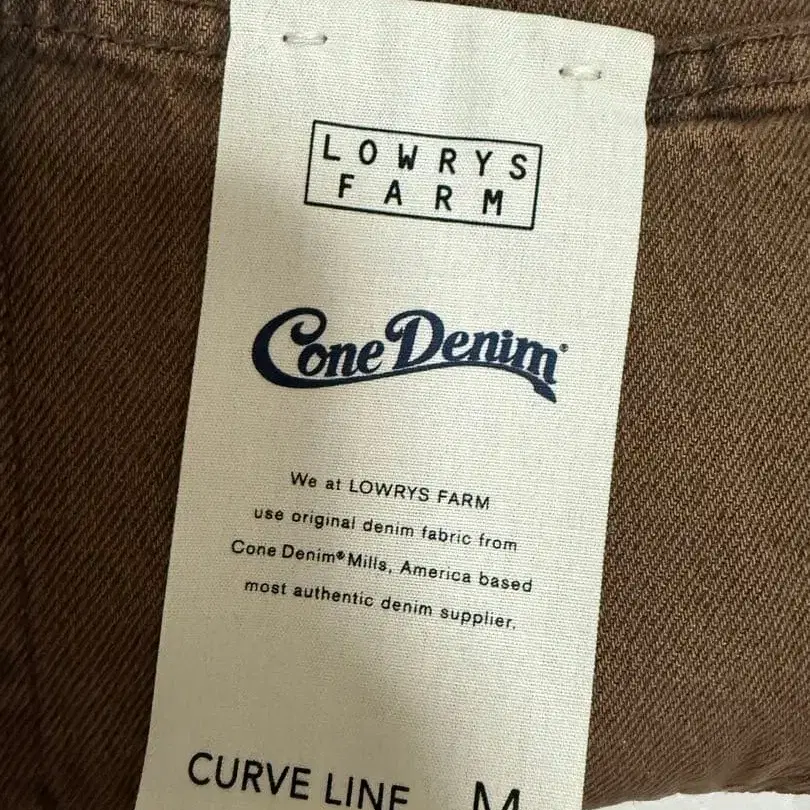 LOWRYS
FARM
Cone Denim®
We at LOWRYS FARM
use original denim fabric from
Cone Denim® Mills, America based
most authentic denim supplier.
CURVE LINE M